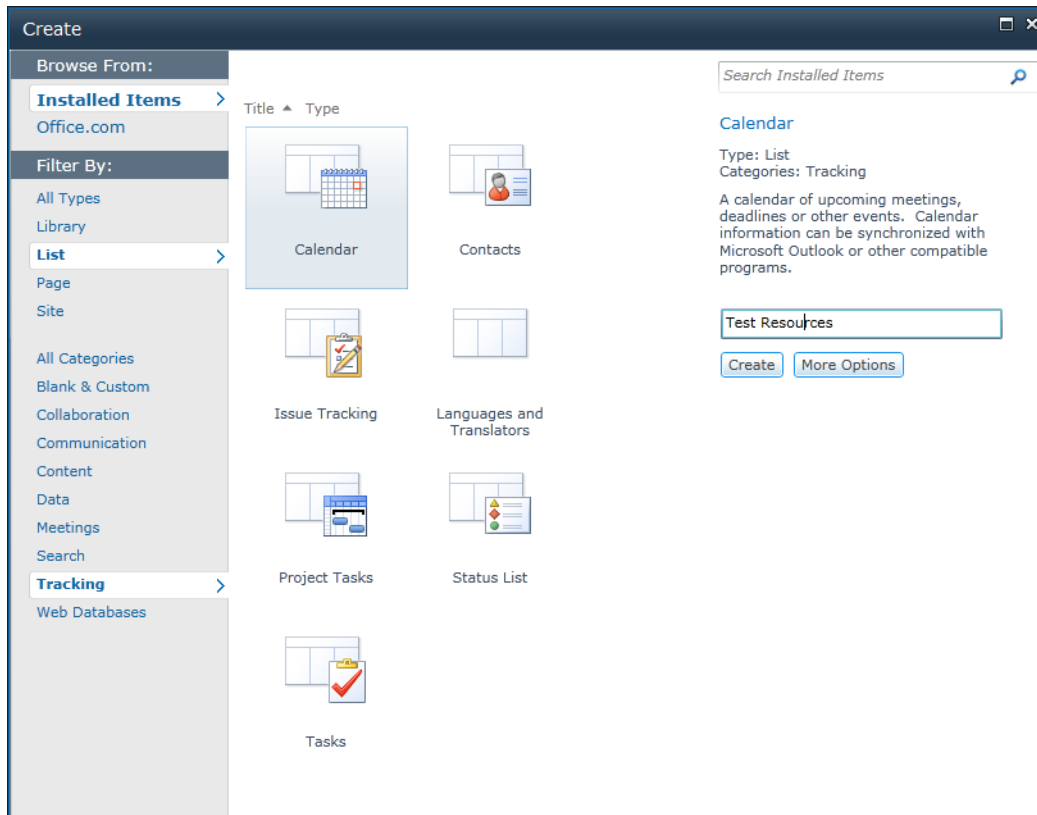 Create
Browse From:
Installed Items
Office.com
Filter By:
All Types
Library
List
Page
Site
All Categories
Blank & Custom
Collaboration
Communication
Content
Data
Meetings
Search
Tracking
Web Databases
Title Type
Calendar
Contacts
Issue Tracking
Languages and
Translators
Project Tasks
Status List
Tasks
Search Installed Items
Calendar
Type: List
Categories: Tracking
A calendar of upcoming meetings,
deadlines or other events. Calendar
information can be synchronized with
Microsoft Outlook or other compatible
programs.
Test Resources
Create More Options